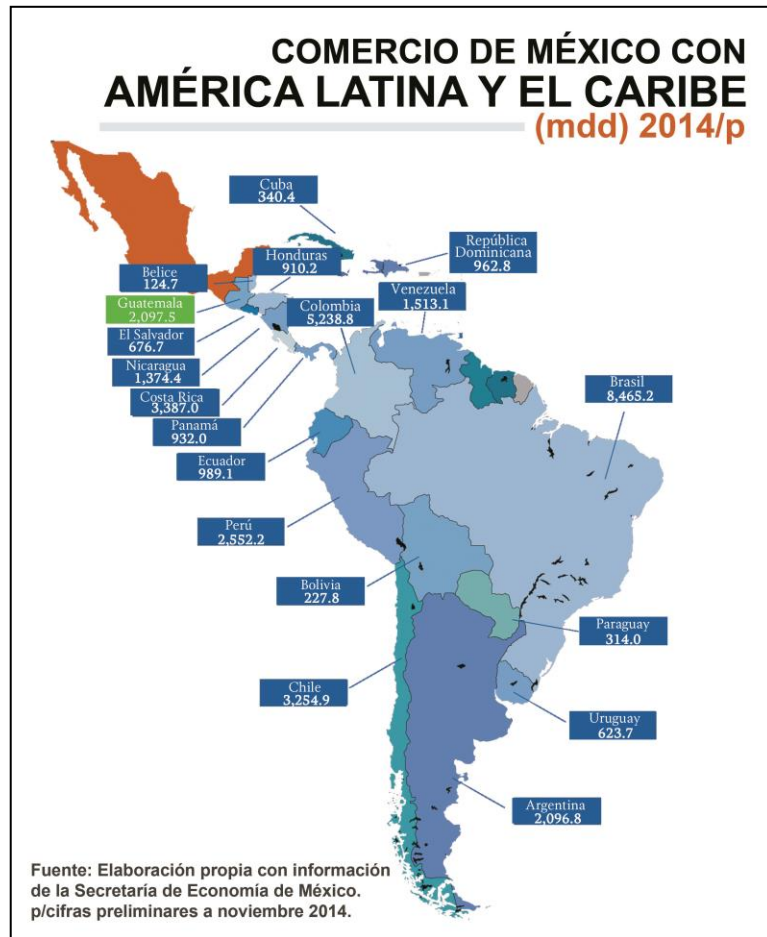 COMERCIO DE MÉXICO CON
AMÉRICA LATINA Y EL CARIBE
(mdd) 2014/p
Cuba
340.4
República
Dominicana
962.8
Honduras
910.2
Belice
124.7
Venezuela
1,513.1
Guatemala
2,097.5
Colombia
5,238.8
El Salvador
676.7
Nicaragua
1,374.4
Brasil
8,465.2
Costa Rica
3,387.0
Panamá
932.0
Ecuador
989.1
Perú
2,552.2
Bolívia
227.8
Paraguay
314.0
Chile
3,254.9
Uruguay
623.7
Argentina
2,096.8
Fuente: Elaboración propia con información
de la Secretaría de Economía de México.
p/cifras preliminares a noviembre 2014.